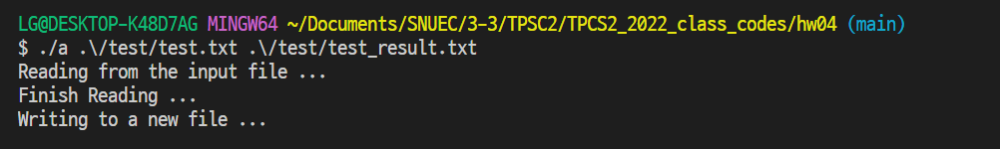 LG@DESKTOP-K48D7AG MINGW64 ~/Documents/SNUEC/3-3/TPSC2/TPCS2_2022_class_codes/hw04 (main)
$ ./a .\/test/test.txt .\/test/test_result.txt
Reading from the input file ...
Finish Reading ...
Writing to a new file ...